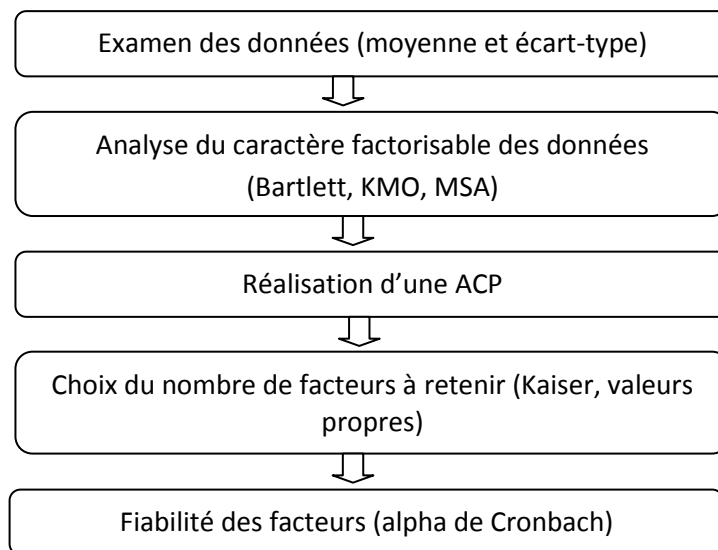 Examen des données (moyenne et écart-type)
Analyse du caractère factorisable des données
(Bartlett, KMO, MSA)
Réalisation d’une ACP
Choix du nombre de facteurs à retenir (Kaiser, valeurs
propres)
Fiabilité des facteurs (alpha de Cronbach)